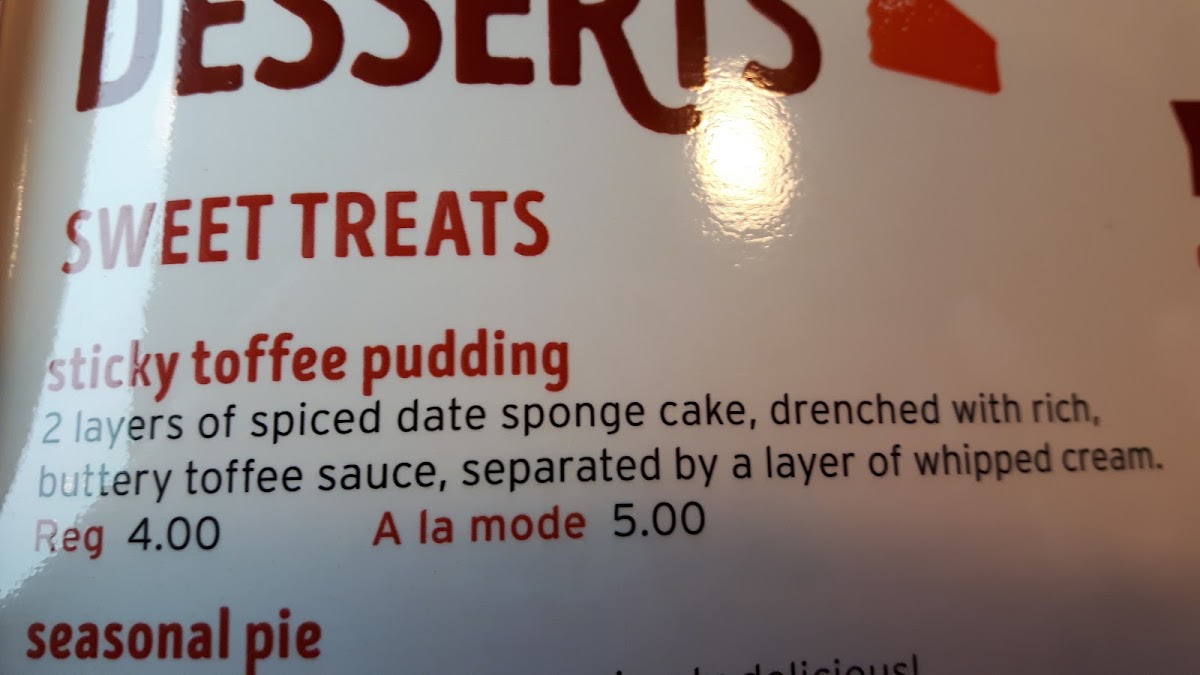 DESSERTS
SWEET TREATS
sticky toffee pudding
2 layers of spiced date sponge cake, drenched with rich,
buttery toffee sauce, separated by a layer of whipped cream.
Reg 4.00 A la mode 5.00
seasonal pie
delicious!